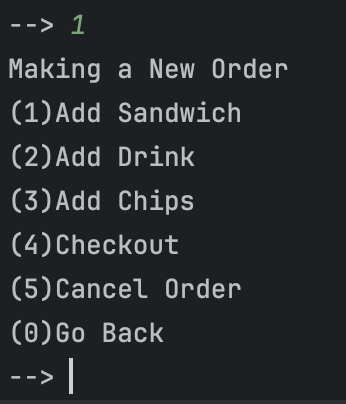 --> 1
Making a New Order
(1)Add Sandwich
(2)Add Drink
(3)Add Chips
(4)Checkout
(5)Cancel Order
(0)Go Back
-->